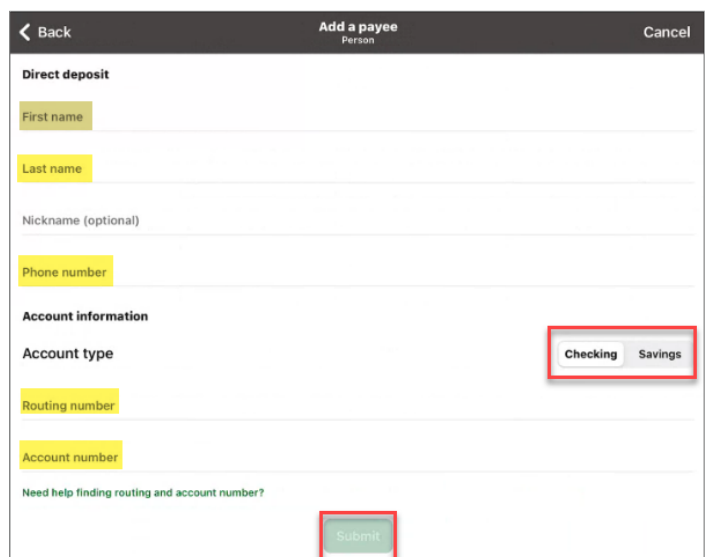 Back
Add a payee
Cancel
Person
Direct deposit
First name
Last name
Nickname (optional)
Phone number
Account information
Account type
Checking Savings
Routing number
Account number
Need help finding routing and account number?
Submit